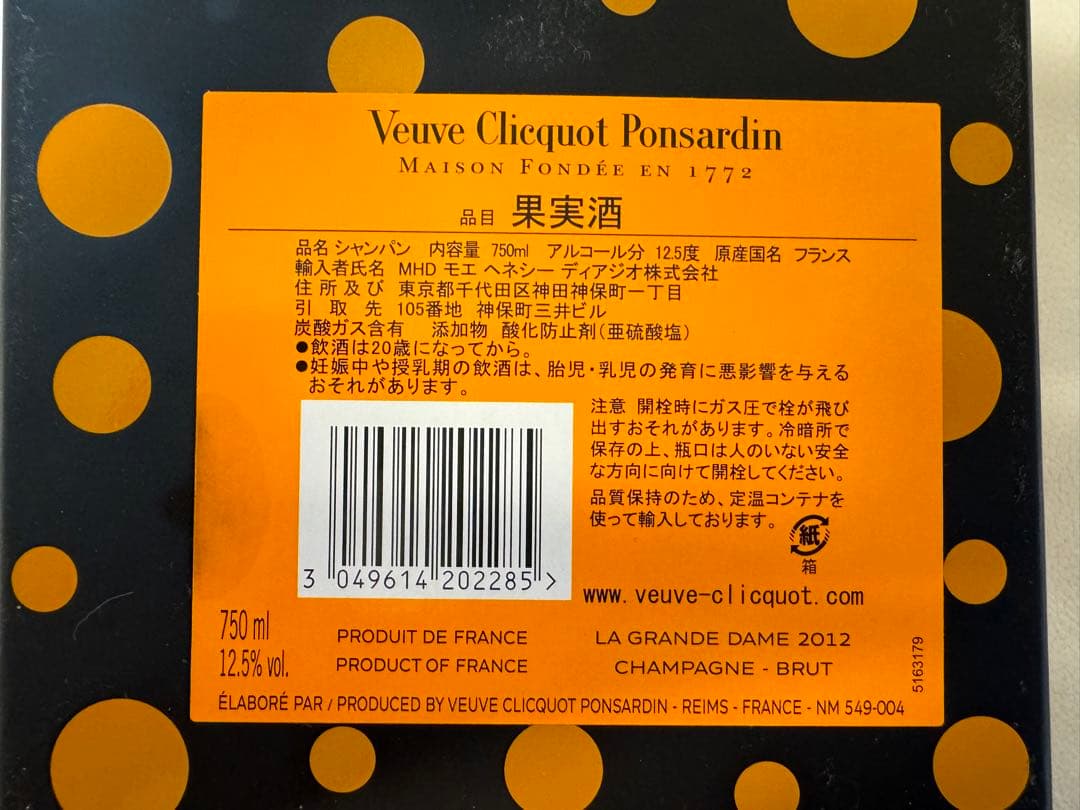 Veuve Clicquot Ponsardin
MAISON FONDÉE EN 1772
品目 果実酒
品名 シャンパン 内容量 750ml アルコール分 12.5度 原産国名 フランス
輸入者氏名 MHD モエ ヘネシー ディアジオ株式会社
住所及び 東京都千代田区神田神保町一丁目
引取先 105番地 神保町三井ビル
炭酸ガス含有 添加物 酸化防止剤(亜硫酸塩)
●飲酒は20歳になってから。
●妊娠中や授乳期の飲酒は、胎児・乳児の発育に悪影響を与える
おそれがあります。
注意 開栓時にガス圧で栓が飛び
出すおそれがあります。冷暗所で
保存の上、瓶口は人のいない安全
な方向に向けて開栓してください。
品質保持のため、定温コンテナを
使って輸入しております。
紙
箱
3 049614 202285 >
www.veuve-clicquot.com
750 ml
12.5% vol.
PRODUIT DE FRANCE
PRODUCT OF FRANCE
LA GRANDE DAME 2012
CHAMPAGNE - BRUT
5163179
ÉLABORÉ PAR / PRODUCED BY VEUVE CLICQUOT PONSARDIN - REIMS - FRANCE - NM 549-004